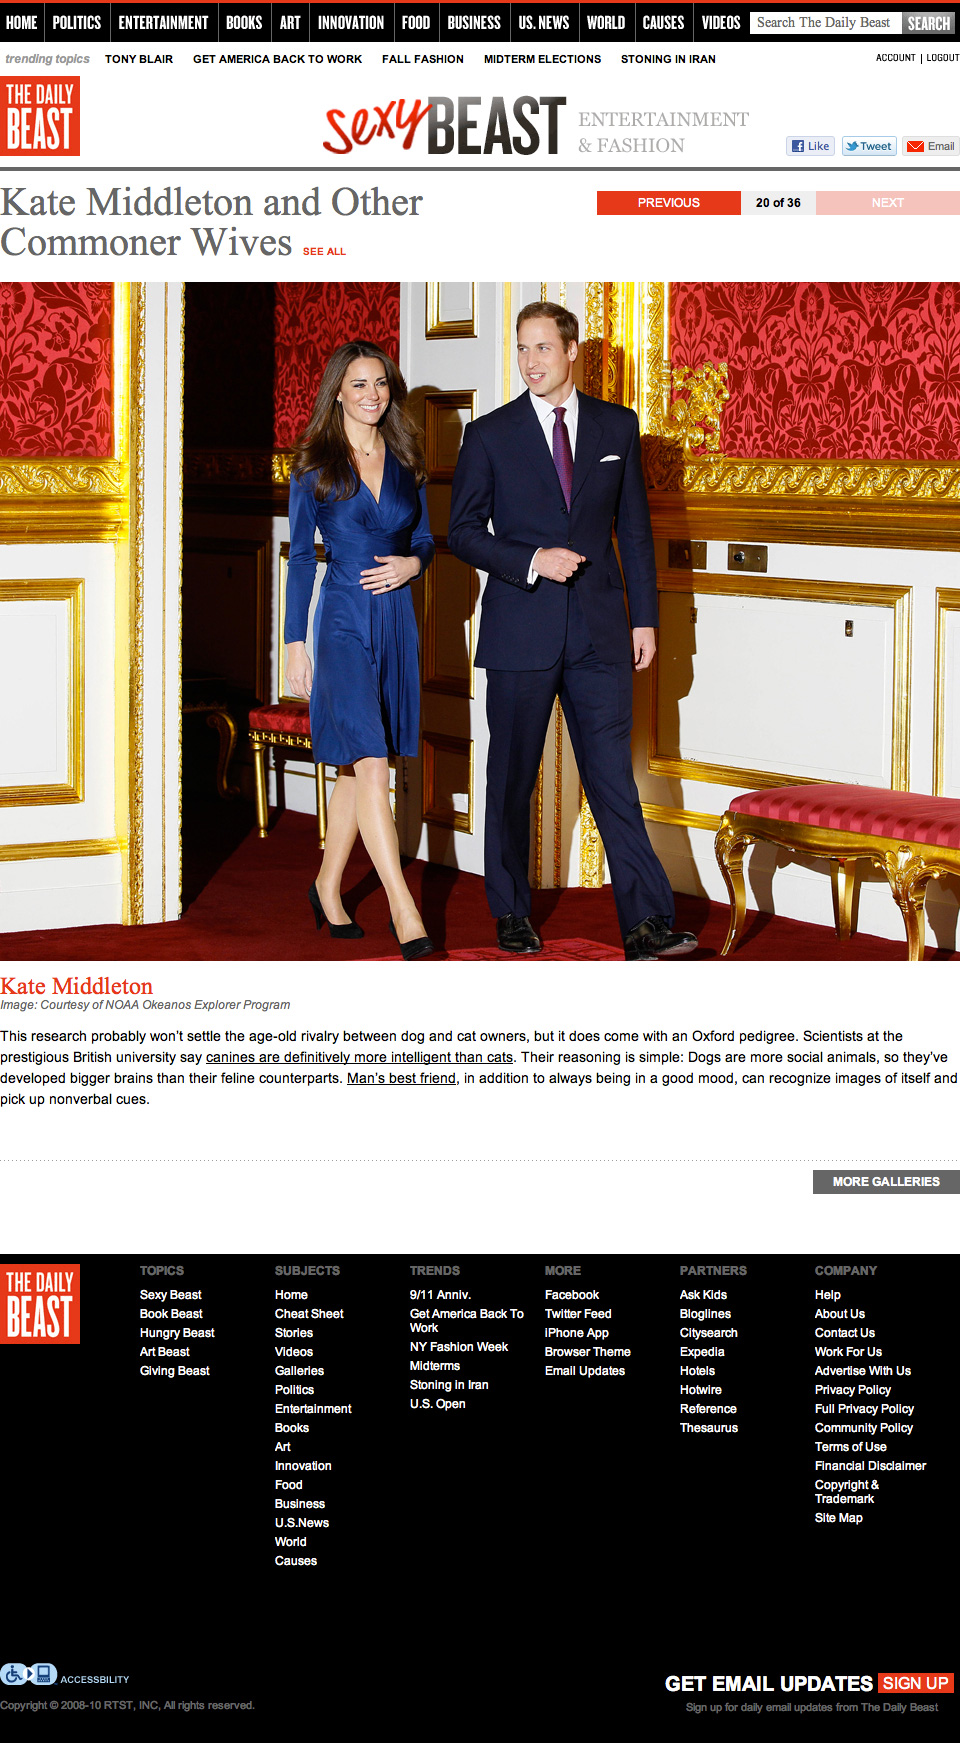 HOME POLITICS ENTERTAINMENT BOOKS ART INNOVATION FOOD BUSINESS US. NEWS WORLD CAUSES VIDEOS Search The Daily Beast SEARCH
trending topics TONY BLAIR GET AMERICA BACK TO WORK FALL FASHION MIDTERM ELECTIONS STONING IN IRAN ACCOUNT | LOGOUT
THE DAILY
BEAST
sexy BEAST
ENTERTAINMENT
& FASHION
Like Tweet Email
Kate Middleton and Other
Commoner Wives SEE ALL
PREVIOUS 20 of 36 NEXT
Kate Middleton
Image: Courtesy of NOAA Okeanos Explorer Program
This research probably won’t settle the age-old rivalry between dog and cat owners, but it does come with an Oxford pedigree. Scientists at the
prestigious British university say canines are definitively more intelligent than cats. Their reasoning is simple: Dogs are more social animals, so they’ve
developed bigger brains than their feline counterparts. Man’s best friend, in addition to always being in a good mood, can recognize images of itself and
pick up nonverbal cues.
MORE GALLERIES
THE DAILY
BEAST
TOPICS
Sexy Beast
Book Beast
Hungry Beast
Art Beast
Giving Beast
SUBJECTS
Home
Cheat Sheet
Stories
Videos
Galleries
Politics
Entertainment
Books
Art
Innovation
Food
Business
U.S.News
World
Causes
TRENDS
9/11 Anniv.
Get America Back To
Work
NY Fashion Week
Midterms
Stoning in Iran
U.S. Open
MORE
Facebook
Twitter Feed
iPhone App
Browser Theme
Email Updates
PARTNERS
Ask Kids
Bloglines
Citysearch
Expedia
Hotels
Hotwire
Reference
Thesaurus
COMPANY
Help
About Us
Contact Us
Work For Us
Advertise With Us
Privacy Policy
Full Privacy Policy
Community Policy
Terms of Use
Financial Disclaimer
Copyright &
Trademark
Site Map
ACCESSBILITY
Copyright © 2008-10 RTST, INC, All rights reserved.
GET EMAIL UPDATES SIGN UP
Sign up for daily email updates from The Daily Beast